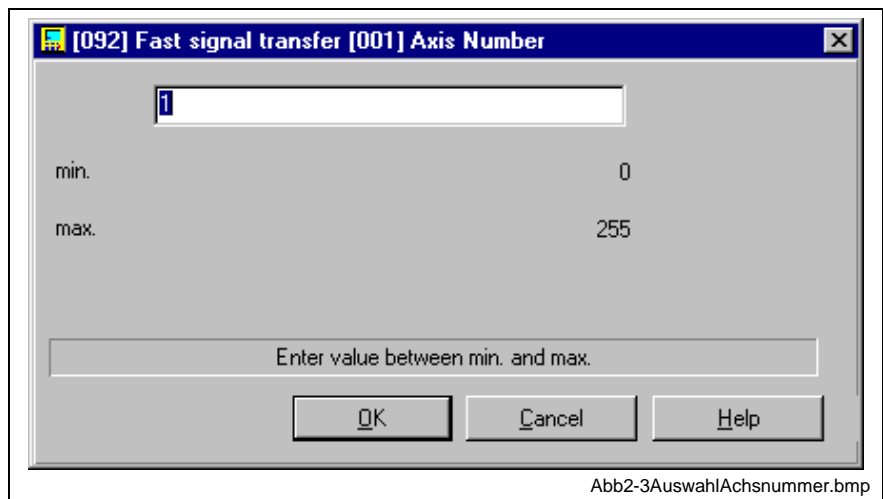 [092] Fast signal transfer [001] Axis Number
1
min. 0
max. 255
Enter value between min. and max.
OK Cancel Help
Abb2-3AuswahlAchsnummer.bmp